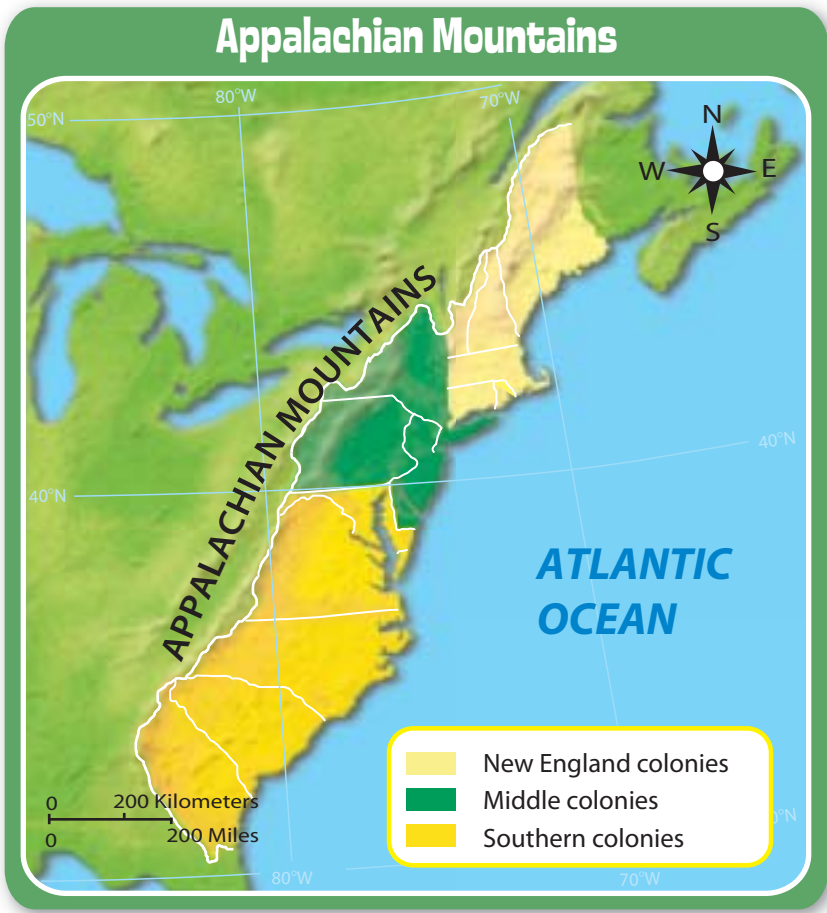 Appalachian Mountains
80°W
70°W
50°N
N
W
E
S
APPALACHIAN MOUNTAINS
40°N
40°N
ATLANTIC
OCEAN
New England colonies
Middle colonies
Southern colonies
0
200 Kilometers
0
200 Miles
0°N
80°W
70°W